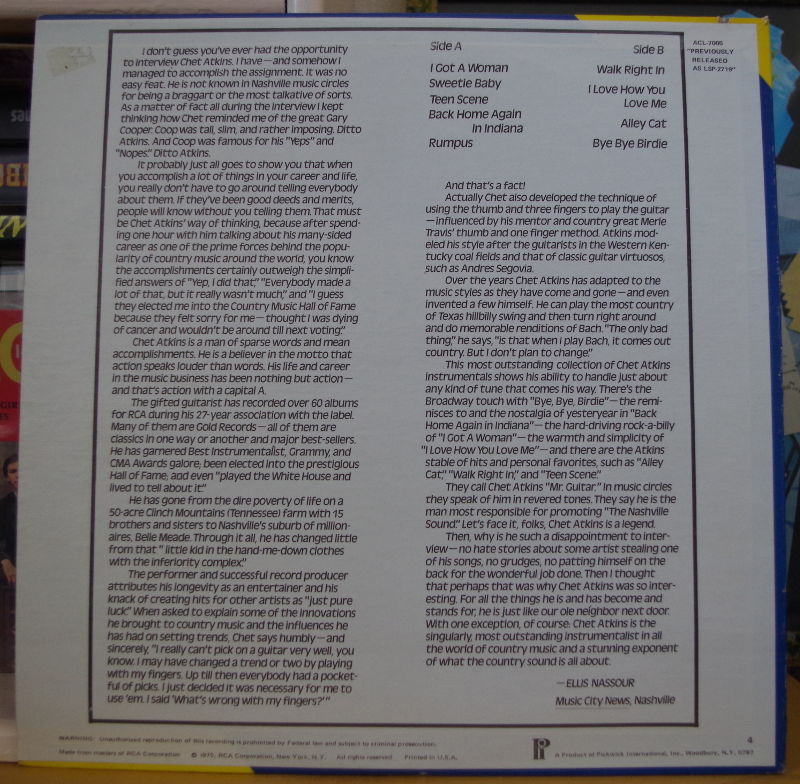 I don't guess you've ever had the opportunity
to interview Chet Atkins. I have—and somehow I
managed to accomplish the assignment. It was no
easy feat. He is not known in Nashville music circles
for being a braggart or the most talkative of sorts.
As a matter of fact all during the interview I kept
thinking how Chet reminded me of the great Gary
Cooper. Coop was tall, slim, and rather imposing. Ditto
Atkins. And Coop was famous for his "Yeps" and
"Nopes." Ditto Atkins.
It probably just all goes to show you that when
you accomplish a lot of things in your career and life,
you really don't have to go around telling everybody
about them. If they've been good deeds and merits,
people will know without you telling them. That must
be Chet Atkins' way of thinking, because after spend-
ing one hour with him talking about his many-sided
career as one of the prime forces behind the popu-
larity of country music around the world, you know
the accomplishments certainly outweigh the simpli-
fied answers of "Yep, I did that," "Everybody made a
lot of that, but it really wasn't much," and "I guess
they elected me into the Country Music Hall of Fame
because they felt sorry for me—thought I was dying
of cancer and wouldn't be around till next voting."
Chet Atkins is a man of sparse words and mean
accomplishments. He is a believer in the motto that
action speaks louder than words. His life and career
in the music business has been nothing but action—
and that's action with a capital A.
The gifted guitarist has recorded over 60 albums
for RCA during his 27-year association with the label.
Many of them are Gold Records—all of them are
classics in one way or another and major best-sellers.
He has garnered Best Instrumentalist, Grammy, and
CMA Awards galore; been elected into the prestigious
Hall of Fame; and even "played the White House and
lived to tell about it."
He has gone from the dire poverty of life on a
50-acre Clinch Mountains (Tennessee) farm with 15
brothers and sisters to Nashville's suburb of million-
aires, Belle Meade. Through it all, he has changed little
from that " little kid in the hand-me-down clothes
with the inferiority complex."
The performer and successful record producer
attributes his longevity as an entertainer and his
knack of creating hits for other artists as "just pure
luck." When asked to explain some of the innovations
he brought to country music and the influences he
has had on setting trends, Chet says humbly—and
sincerely, "I really can't pick on a guitar very well, you
know. I may have changed a trend or two by playing
with my fingers. Up till then everybody had a pocket-
ful of picks. I just decided it was necessary for me to
use 'em. I said 'What's wrong with my fingers?'"
Side A
I Got A Woman
Sweetie Baby
Teen Scene
Back Home Again
In Indiana
Rumpus
Side B
Walk Right In
I Love How You
Love Me
Alley Cat
Bye Bye Birdie
ACL-7006
"PREVIOUSLY
RELEASED
AS LSP-2719"
And that's a fact!
Actually Chet also developed the technique of
using the thumb and three fingers to play the guitar
—influenced by his mentor and country great Merle
Travis' thumb and one finger method. Atkins mod-
eled his style after the guitarists in the Western Ken-
tucky coal fields and that of classic guitar virtuosos,
such as Andres Segovia.
Over the years Chet Atkins has adapted to the
music styles as they have come and gone—and even
invented a few himself. He can play the most country
of Texas hillbilly swing and then turn right around
and do memorable renditions of Bach. "The only bad
thing," he says, "is that when I play Bach, it comes out
country. But I don't plan to change."
This most outstanding collection of Chet Atkins
instrumentals shows his ability to handle just about
any kind of tune that comes his way. There's the
Broadway touch with "Bye, Bye, Birdie"—the remi-
nisces to and the nostalgia of yesteryear in "Back
Home Again in Indiana"—the hard-driving rock-a-billy
of "I Got A Woman"—the warmth and simplicity of
"I Love How You Love Me"—and there are the Atkins
stable of hits and personal favorites, such as "Alley
Cat," "Walk Right In," and "Teen Scene."
They call Chet Atkins "Mr. Guitar." In music circles
they speak of him in revered tones. They say he is the
man most responsible for promoting "The Nashville
Sound." Let's face it, folks, Chet Atkins is a legend.
Then, why is he such a disappointment to inter-
view—no hate stories about some artist stealing one
of his songs, no grudges, no patting himself on the
back for the wonderful job done. Then I thought
that perhaps that was why Chet Atkins was so inter-
esting. For all the things he is and has become and
stands for, he is just like our ole neighbor next door.
With one exception, of course: Chet Atkins is the
singularly, most outstanding instrumentalist in all
the world of country music and a stunning exponent
of what the country sound is all about.
—ELLIS NASSOUR
Music City News, Nashville
4
WARNING: Unauthorized reproduction of this recording is prohibited by Federal law and subject to criminal prosecution.
Made from masters of RCA Corporation © 1975, RCA Corporation, New York, N.Y. All rights reserved Printed in U.S.A.
A Product of Pickwick International, Inc., Woodbury, N.Y. 11797